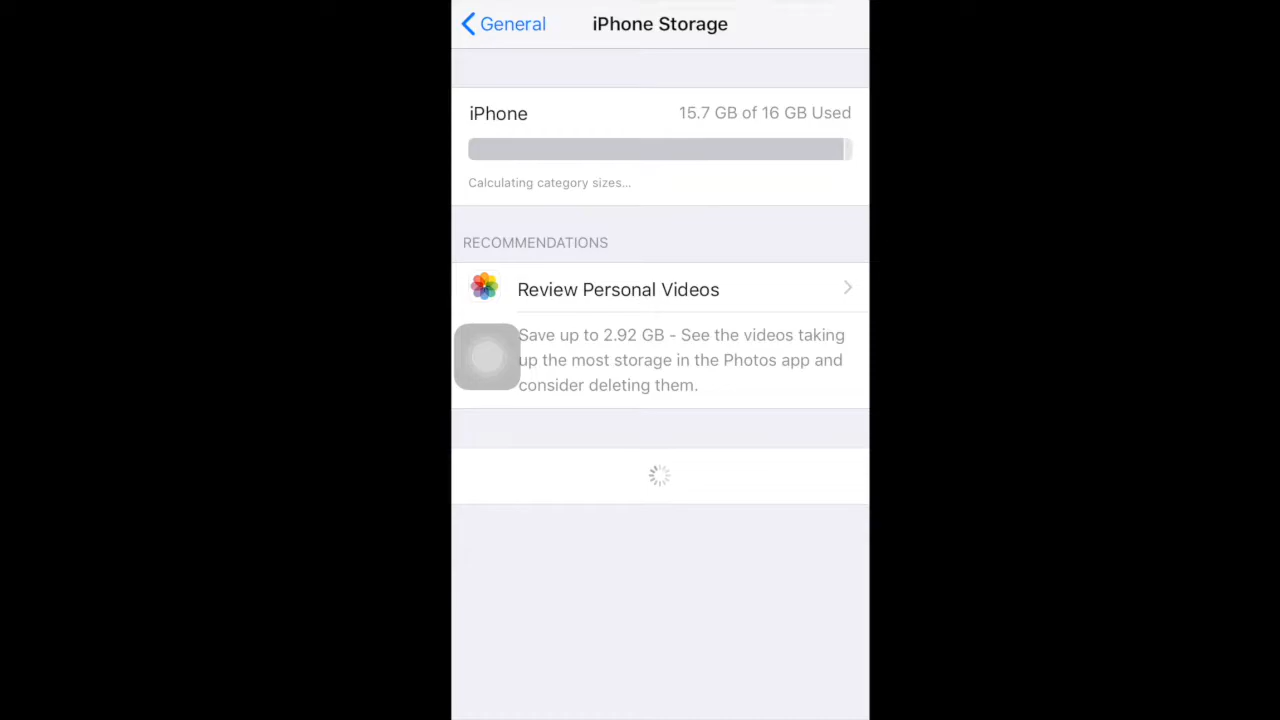 General
iPhone Storage
iPhone
15.7 GB of 16 GB Used
Calculating category sizes...
RECOMMENDATIONS
Review Personal Videos
Save up to 2.92 GB - See the videos taking
up the most storage in the Photos app and
consider deleting them.